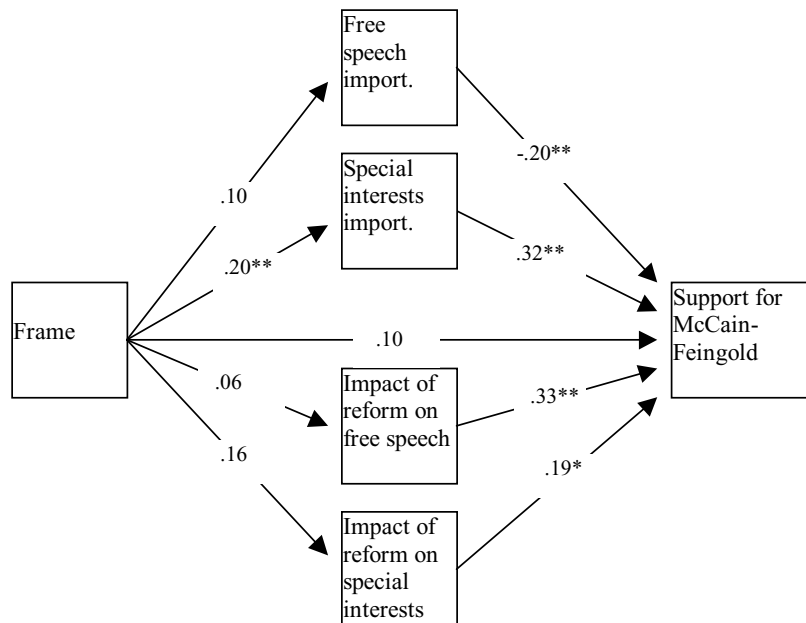 Free
speech
import.
-.20**
.10
Special
interests
import.
.20**
.32**
Frame
.10
Support for
McCain-
Feingold
.06
Impact of
reform on
free speech
.33**
.16
.19*
Impact of
reform on
special
interests